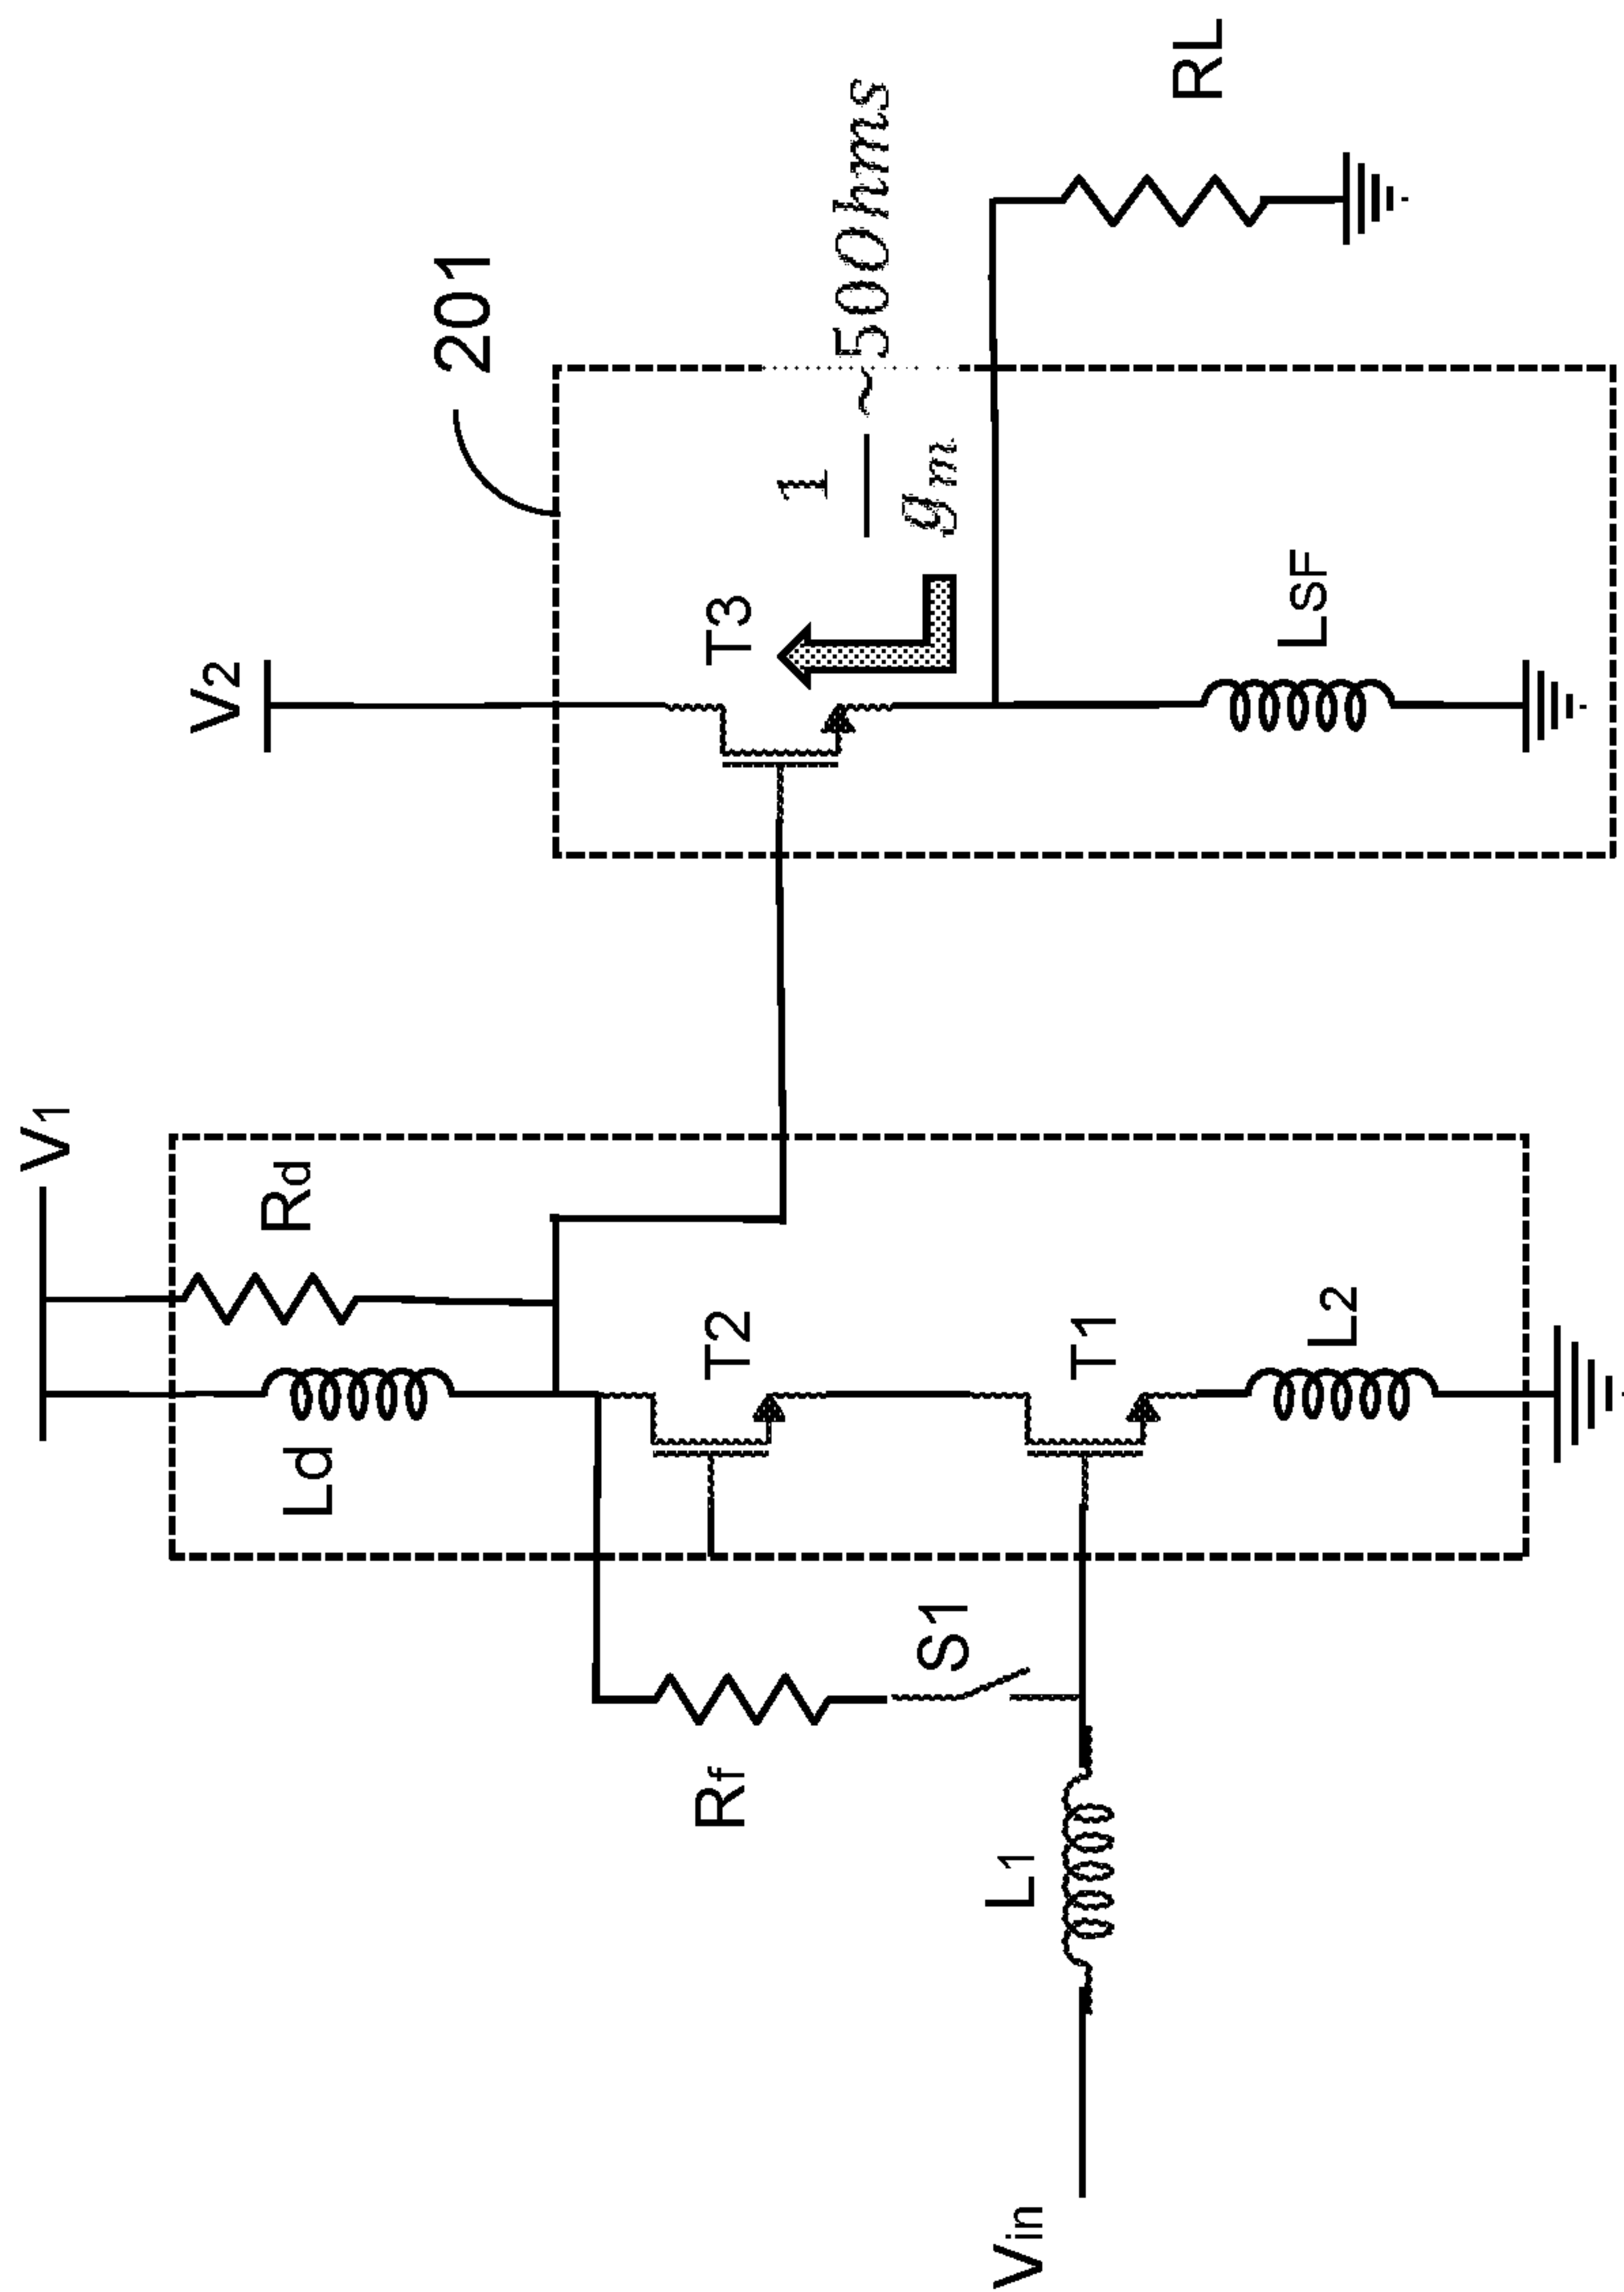 V1
V2
201
Ld
Rd
Rf
T2
T3
1
gm
~50Ohms
S1
L1
T1
Vin
L2
LSF
RL